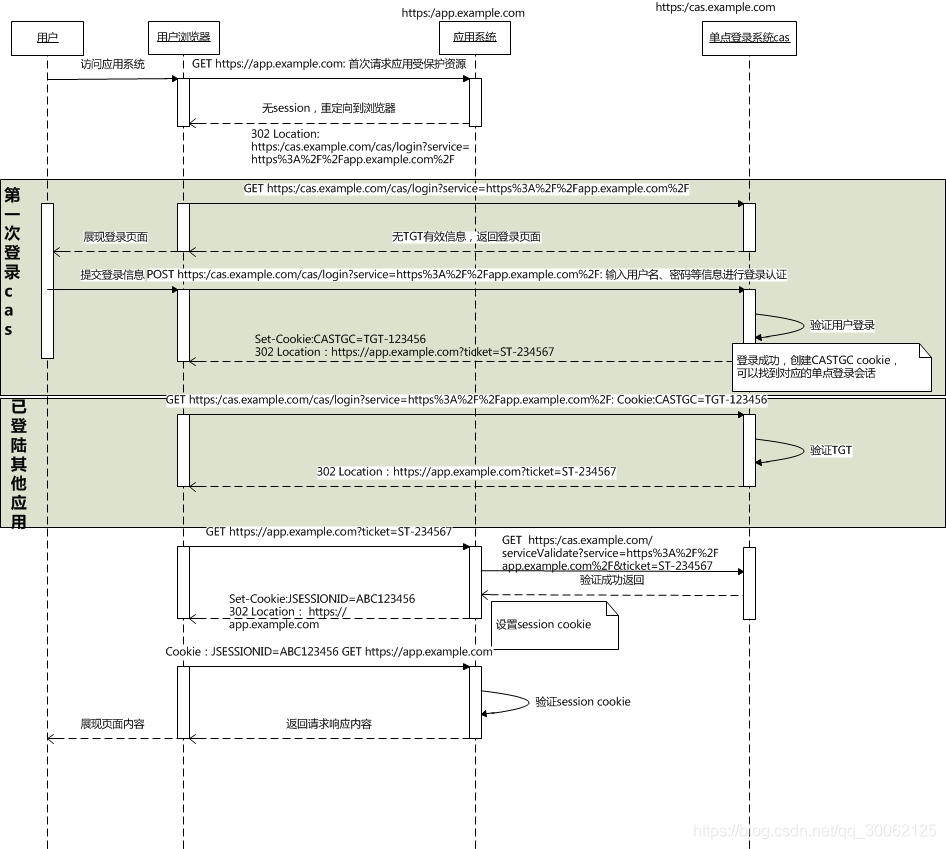 https:/app.example.com
https:/cas.example.com
用户
用户浏览器
应用系统
单点登录系统cas
访问应用系统
GET https://app.example.com: 首次请求应用受保护资源
无session，重定向到浏览器
302 Location:
https:/cas.example.com/cas/login?service=
https%3A%2F%2Fapp.example.com%2F
第一次登录cas
GET https:/cas.example.com/cas/login?service=https%3A%2F%2Fapp.example.com%2F
展现登录页面
无TGT有效信息，返回登录页面
提交登录信息
POST https:/cas.example.com/cas/login?service=https%3A%2F%2Fapp.example.com%2F: 输入用户名、密码等信息进行登录认证
验证用户登录
Set-Cookie:CASTGC=TGT-123456
302 Location：https://app.example.com?ticket=ST-234567
登录成功，创建CASTGC cookie，
可以找到对应的单点登录会话
已登陆其他应用
GET https:/cas.example.com/cas/login?service=https%3A%2F%2Fapp.example.com%2F: Cookie:CASTGC=TGT-123456
验证TGT
302 Location：https://app.example.com?ticket=ST-234567
GET https://app.example.com?ticket=ST-234567
GET https:/cas.example.com/
serviceValidate?service=https%3A%2F%2F
app.example.com%2F&ticket=ST-234567
验证成功返回
Set-Cookie:JSESSIONID=ABC123456
302 Location： https://
app.example.com
设置session cookie
Cookie：JSESSIONID=ABC123456 GET https://app.example.com
验证session cookie
展现页面内容
返回请求响应内容
https://blog.csdn.net/qq_30062125